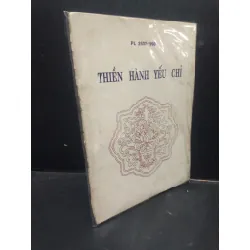 THIỀN HÀNH YẾU CHỈ